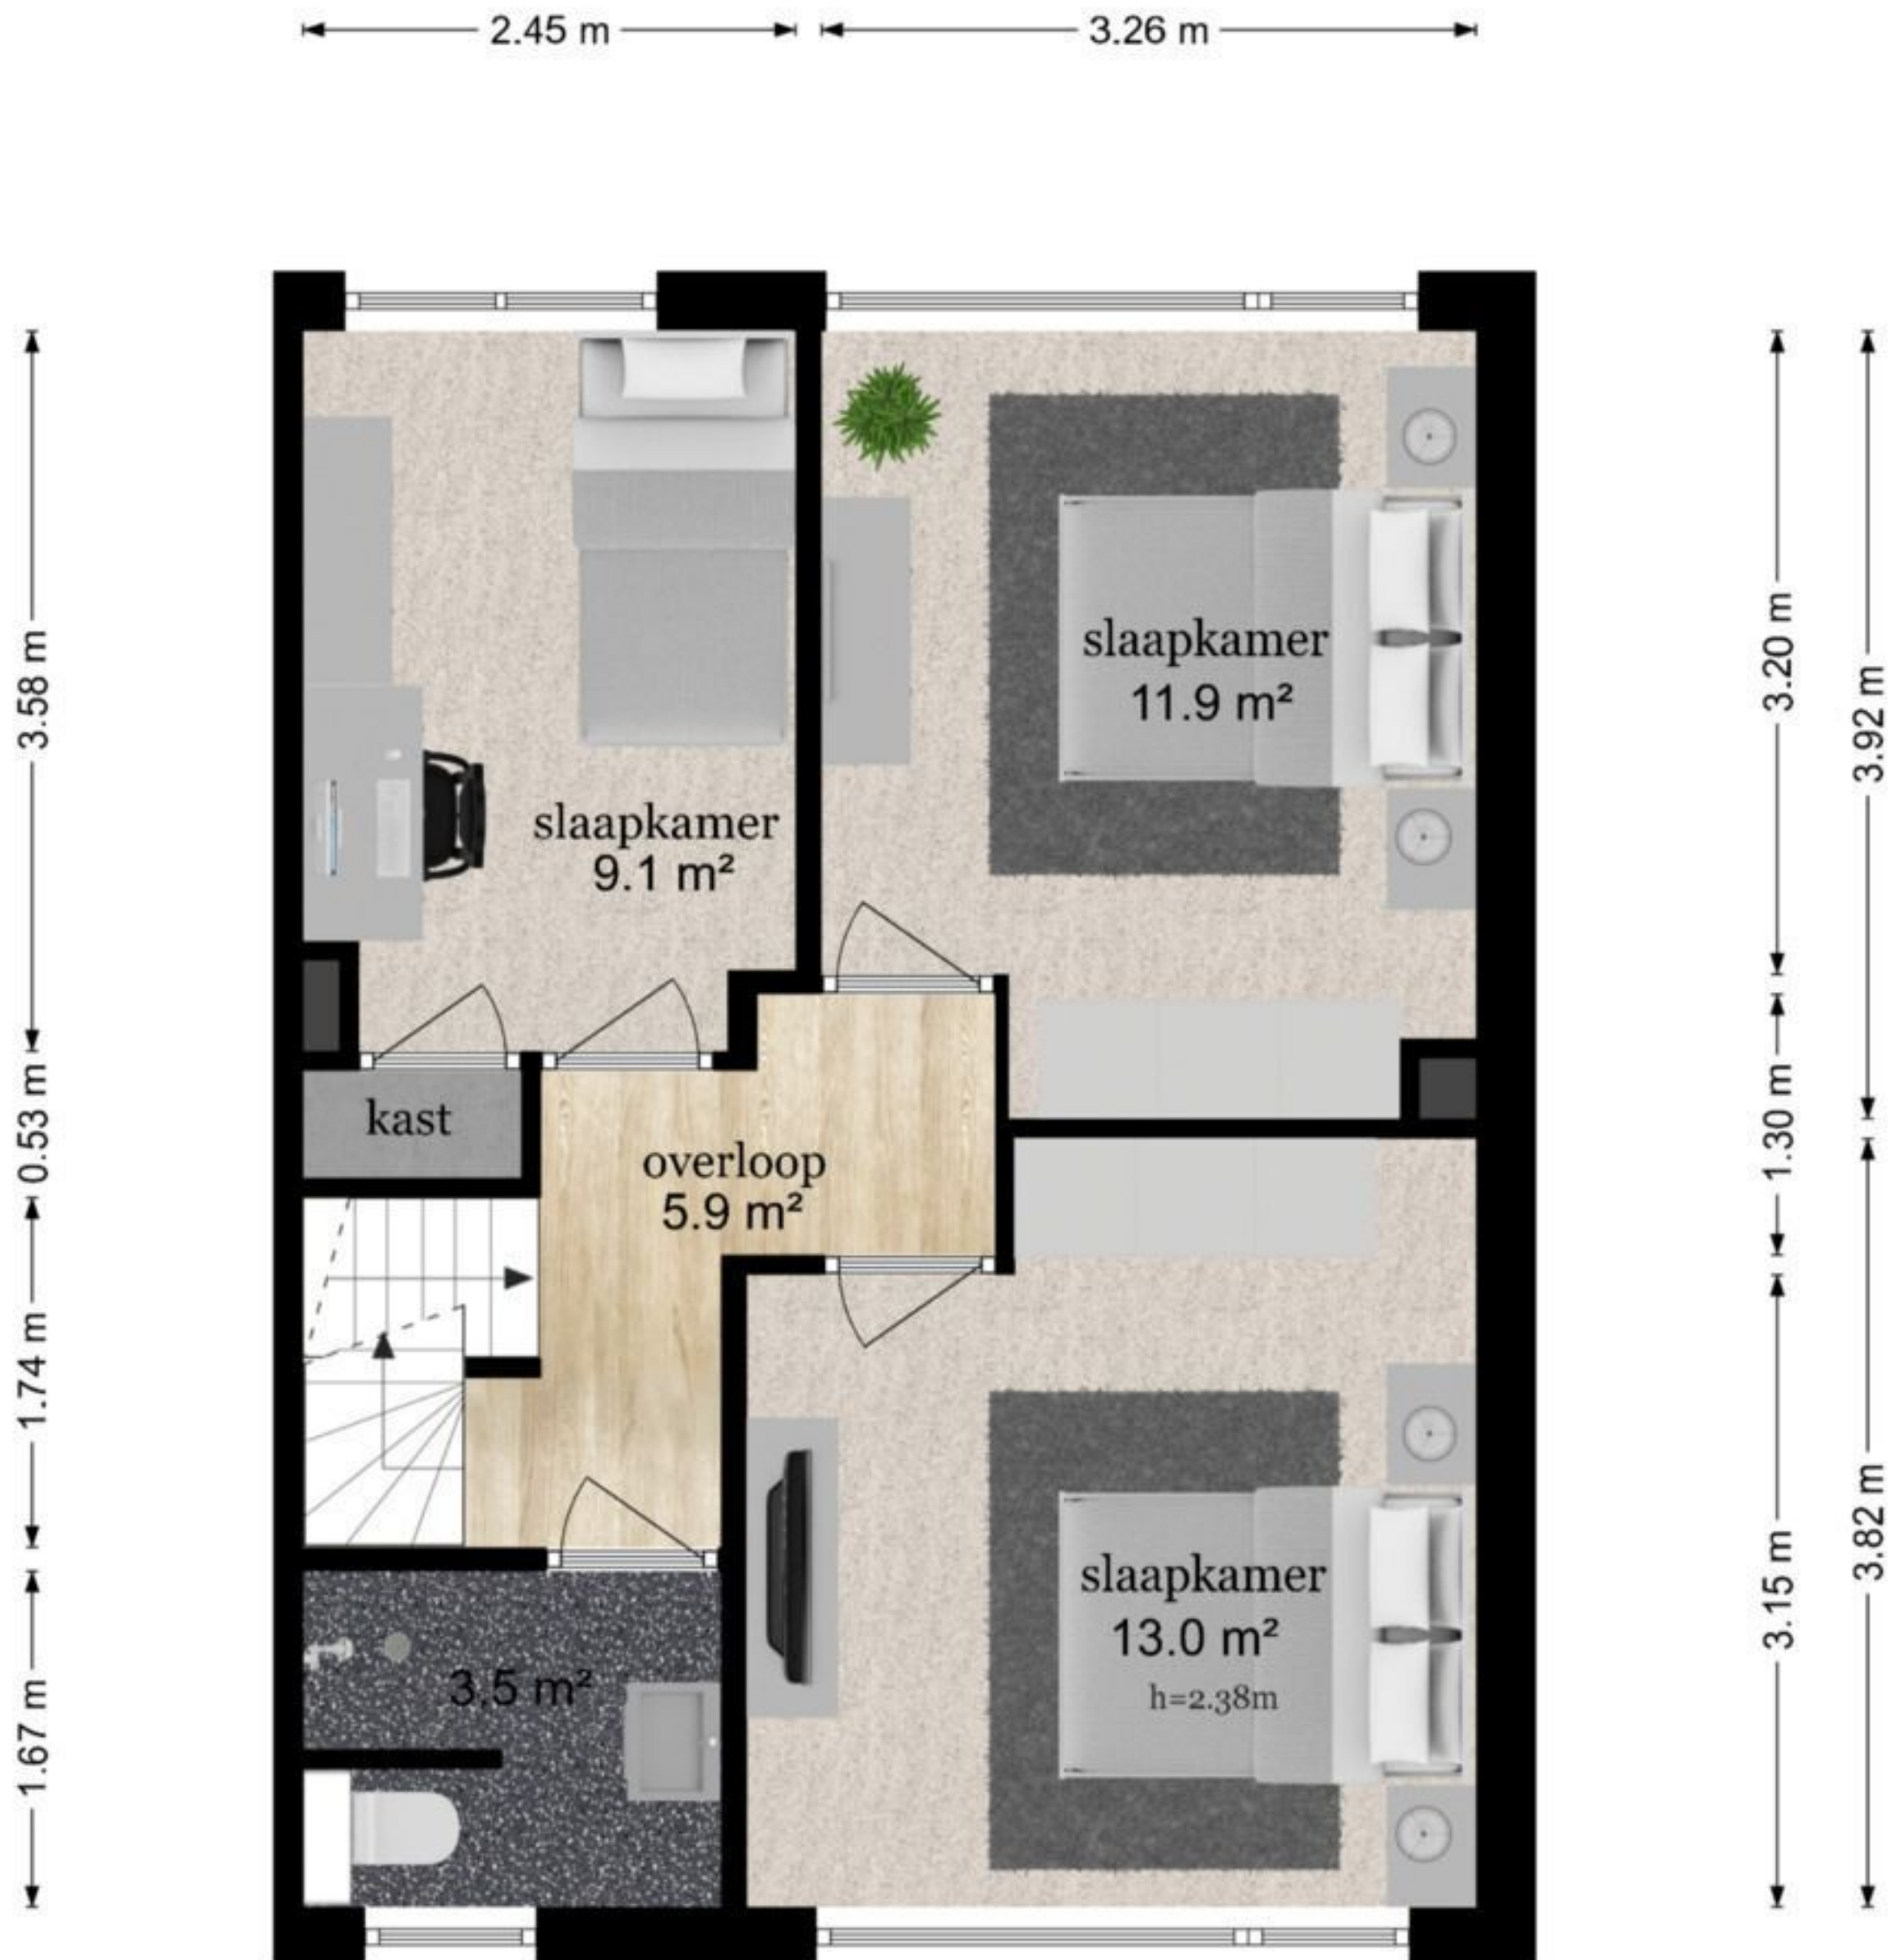 2.45 m
3.26 m
3.58 m
0.53 m
1.74 m
1.67 m
slaapkamer
9.1 m²
slaapkamer
11.9 m²
kast
overloop
5.9 m²
slaapkamer
13.0 m²
h=2.38m
3.5 m²
3.20 m
1.30 m
3.15 m
3.92 m
3.82 m